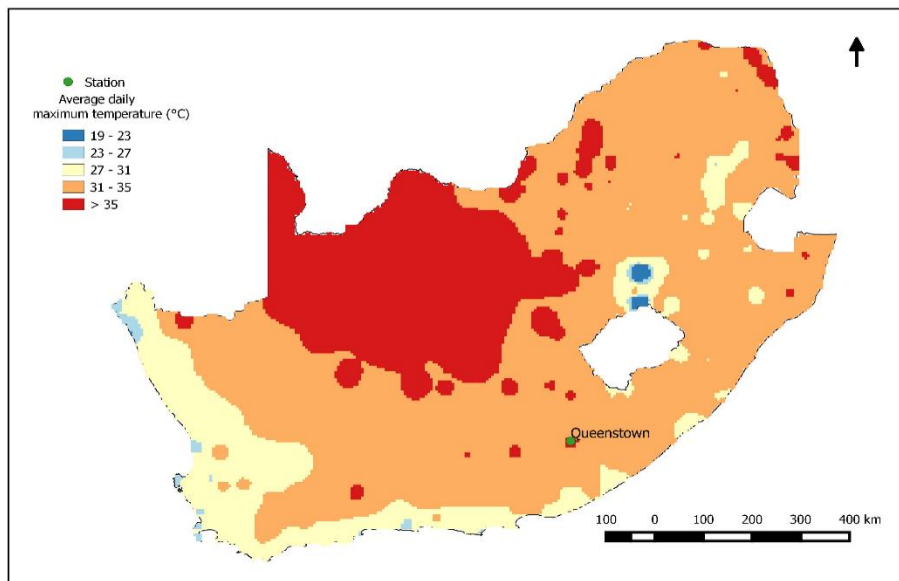 Station
Average daily
maximum temperature (°C)
19 - 23
23 - 27
27 - 31
31 - 35
> 35
Queenstown
100 0 100 200 300 400 km